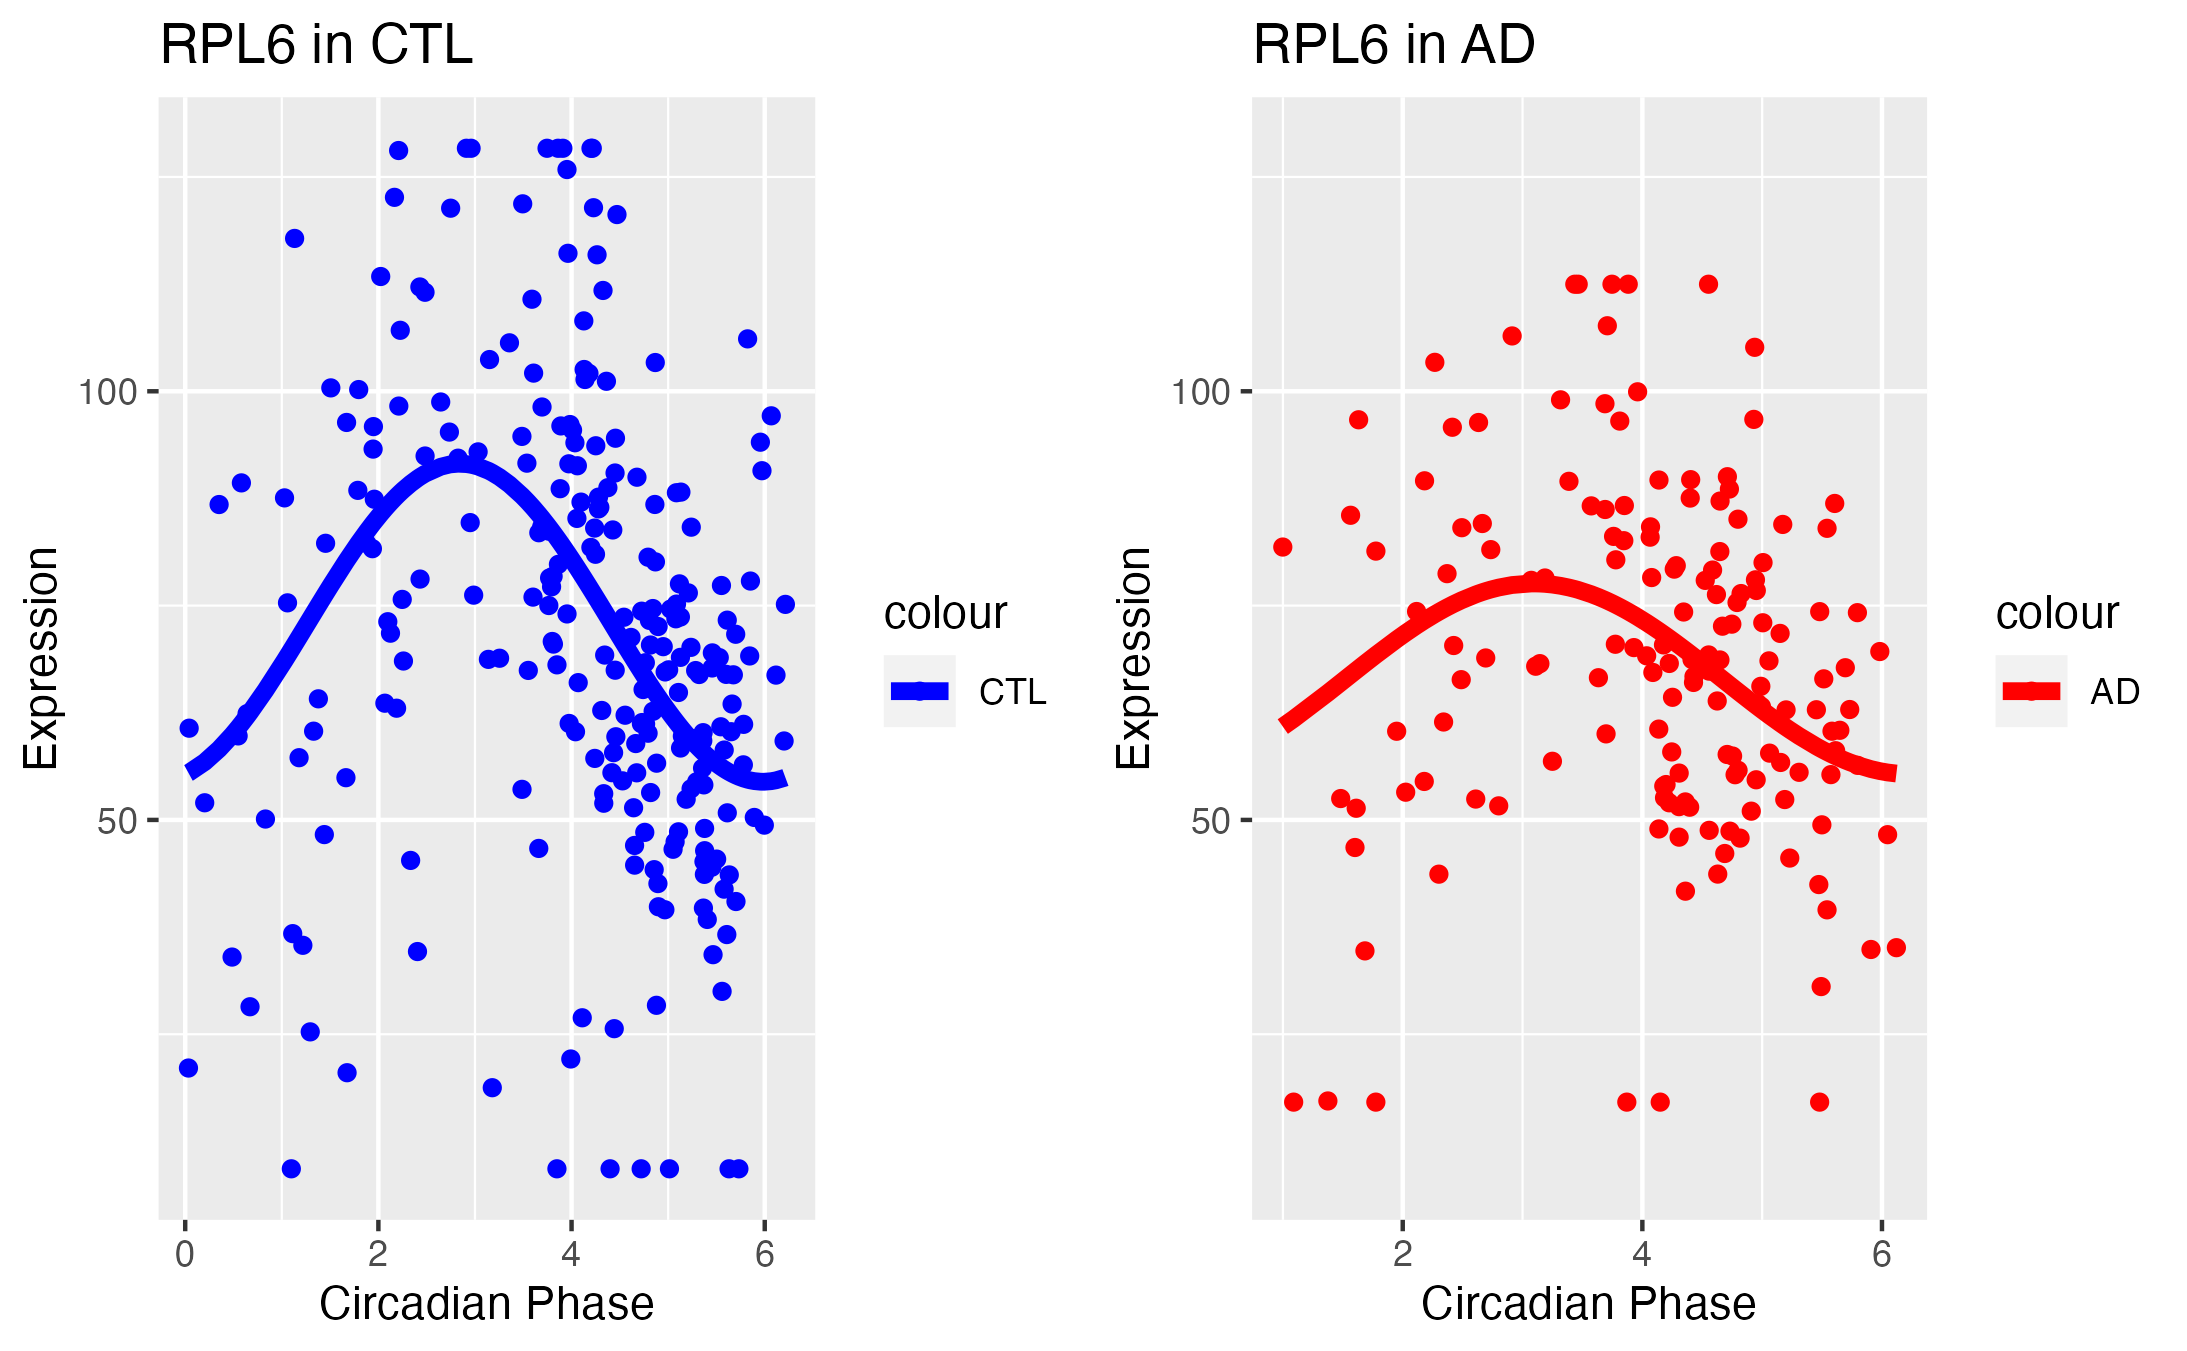 RPL6 in CTL
Expression
100
50
0 2 4 6
Circadian Phase
colour
CTL
RPL6 in AD
Expression
100
50
2 4 6
Circadian Phase
colour
AD